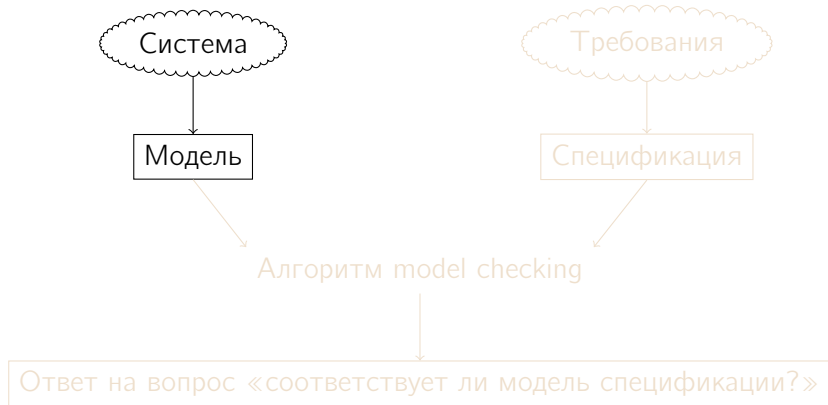 Система
Требования
Модель
Спецификация
Алгоритм model checking
Ответ на вопрос «соответствует ли модель спецификации?»